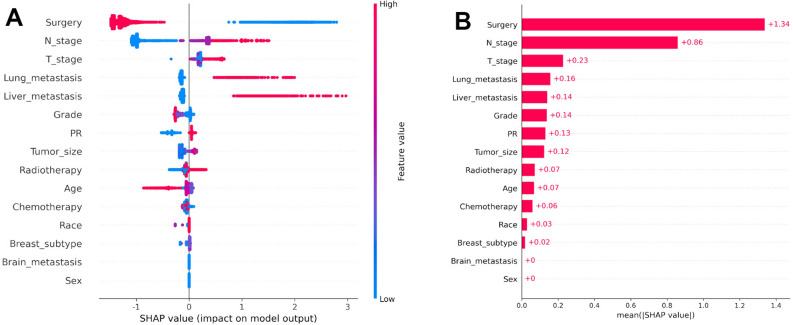 A
Surgery
N_stage
T_stage
Lung_metastasis
Liver_metastasis
Grade
PR
Tumor_size
Radiotherapy
Age
Chemotherapy
Race
Breast_subtype
Brain_metastasis
Sex
-1 0 1 2 3
SHAP value (impact on model output)
High
Feature value
Low
B
Surgery +1.34
N_stage +0.86
T_stage +0.23
Lung_metastasis +0.16
Liver_metastasis +0.14
Grade +0.14
PR +0.13
Tumor_size +0.12
Radiotherapy +0.07
Age +0.07
Chemotherapy +0.06
Race +0.03
Breast_subtype +0.02
Brain_metastasis +0
Sex +0
0.0 0.2 0.4 0.6 0.8 1.0 1.2 1.4
mean(|SHAP value|)